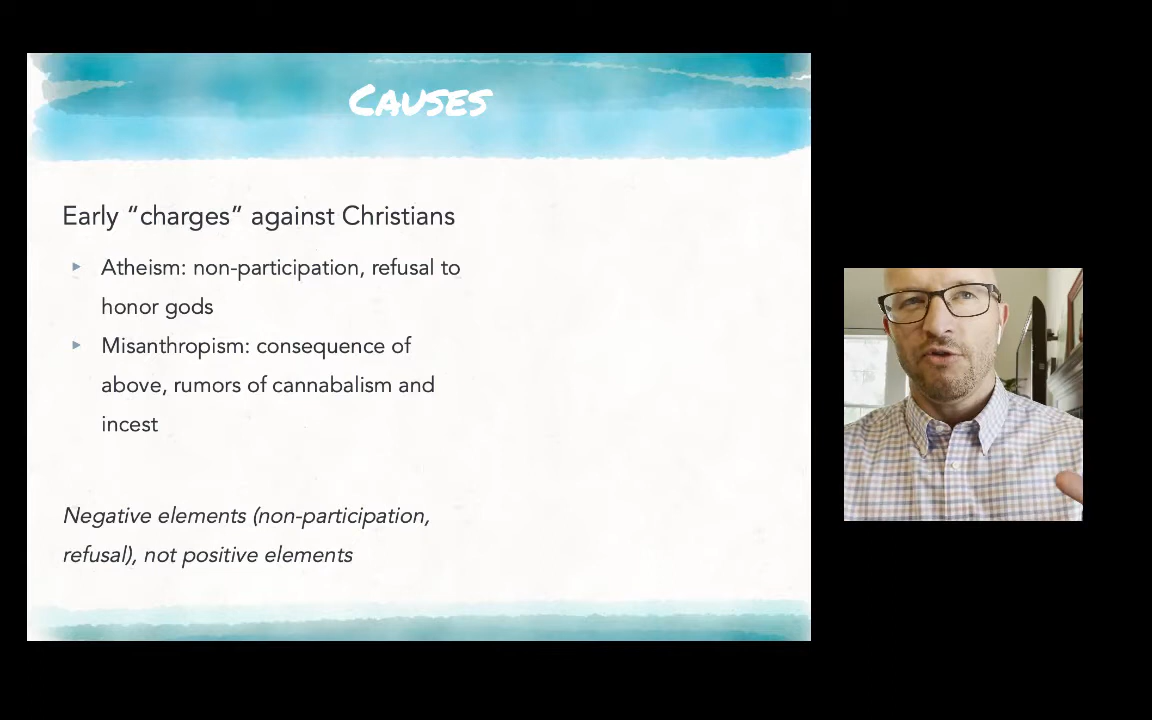 Causes
Early “charges” against Christians
▸ Atheism: non-participation, refusal to
honor gods
▸ Misanthropism: consequence of
above, rumors of cannabalism and
incest
Negative elements (non-participation,
refusal), not positive elements